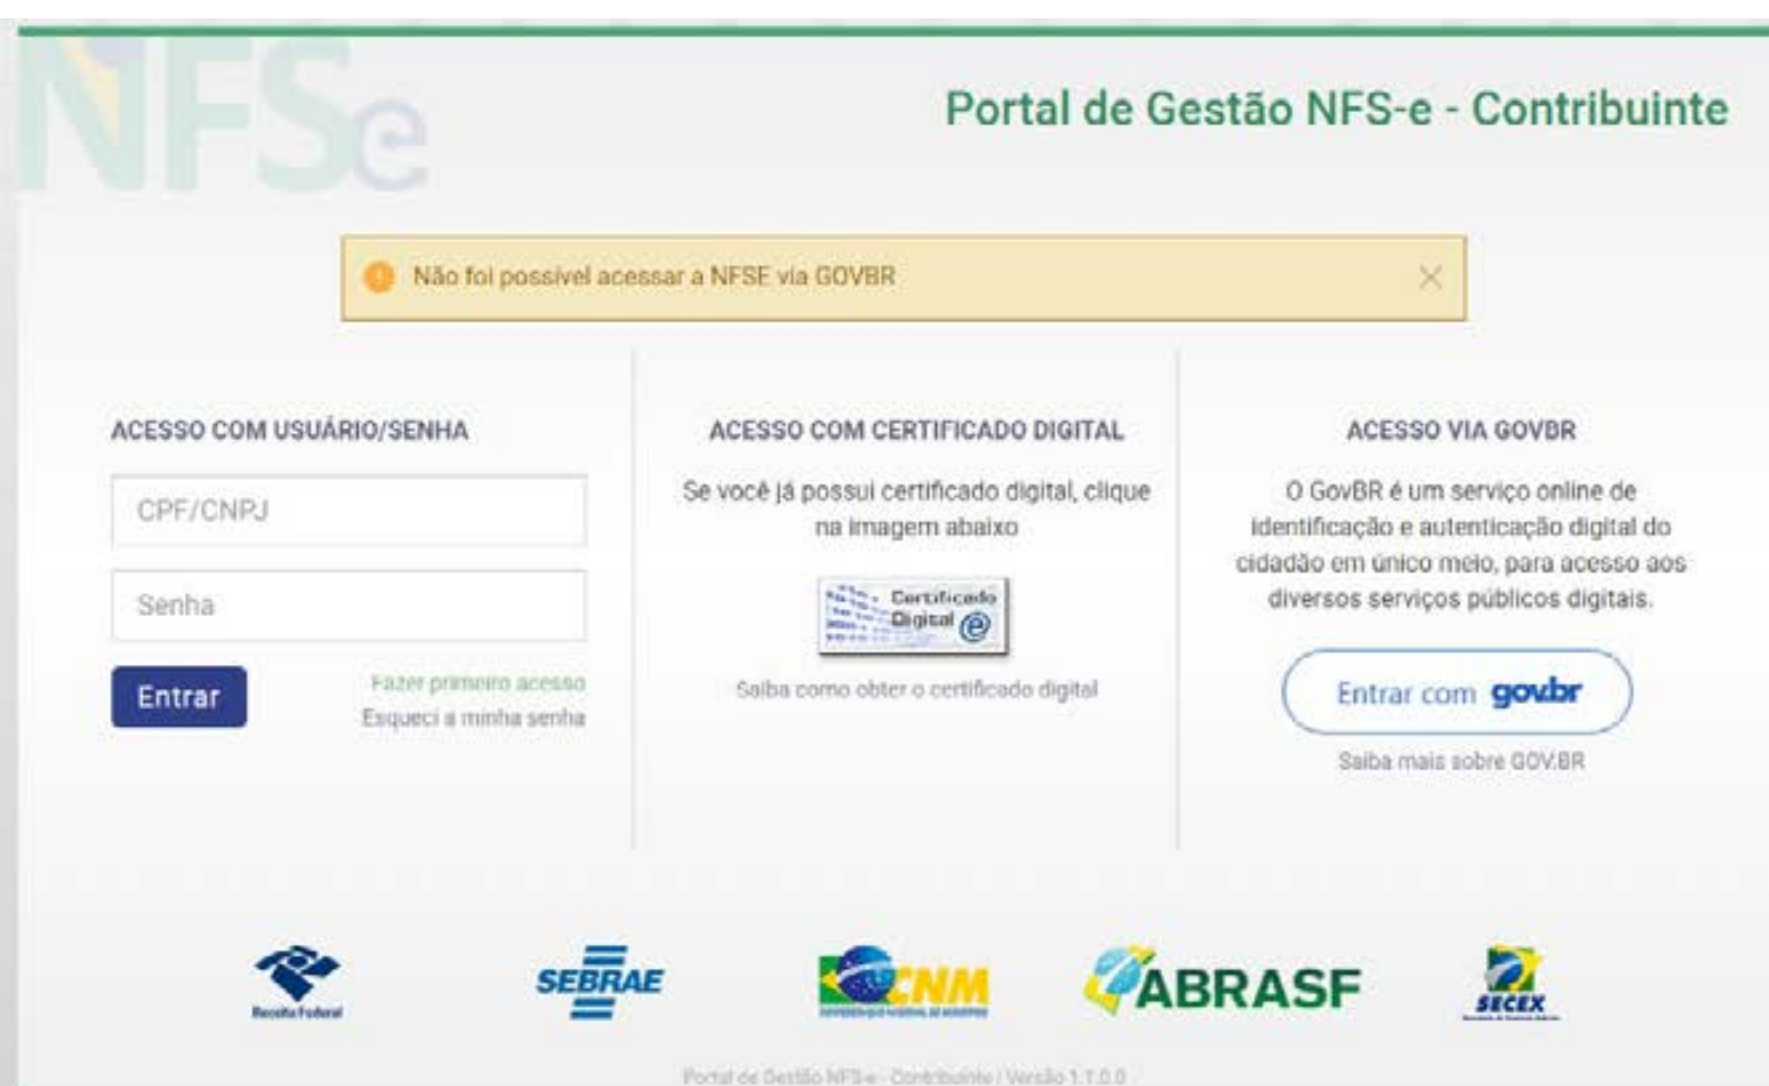 NFSe
Portal de Gestão NFS-e - Contribuinte
Não foi possível acessar a NFSE via GOVBR
ACESSO COM USUÁRIO/SENHA
CPF/CNPJ
Senha
Entrar
Fazer primeiro acesso
Esqueci a minha senha
ACESSO COM CERTIFICADO DIGITAL
Se você já possui certificado digital, clique
na imagem abaixo
Certificado
Digital e
Saiba como obter o certificado digital
ACESSO VIA GOVBR
O GovBR é um serviço online de
identificação e autenticação digital do
cidadão em único meio, para acesso aos
diversos serviços públicos digitais.
Entrar com gov.br
Saiba mais sobre GOV.BR
Receita Federal
SEBRAE
CNM
ABRASF
SECEX
Portal de Gestão NFS-e - Contribuinte | Versão 1.1.0.0